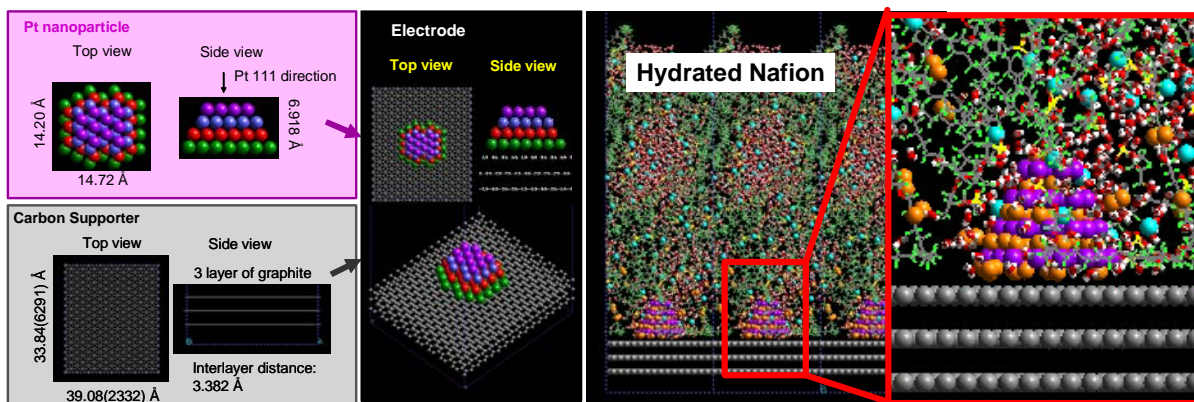 Pt nanoparticle
Top view
Side view
Pt 111 direction
14.20 Å
6.918 Å
14.72 Å
Carbon Supporter
Top view
Side view
3 layer of graphite
33.84(6291) Å
Interlayer distance:
3.382 Å
39.08(2332) Å
Electrode
Top view
Side view
Hydrated Nafion